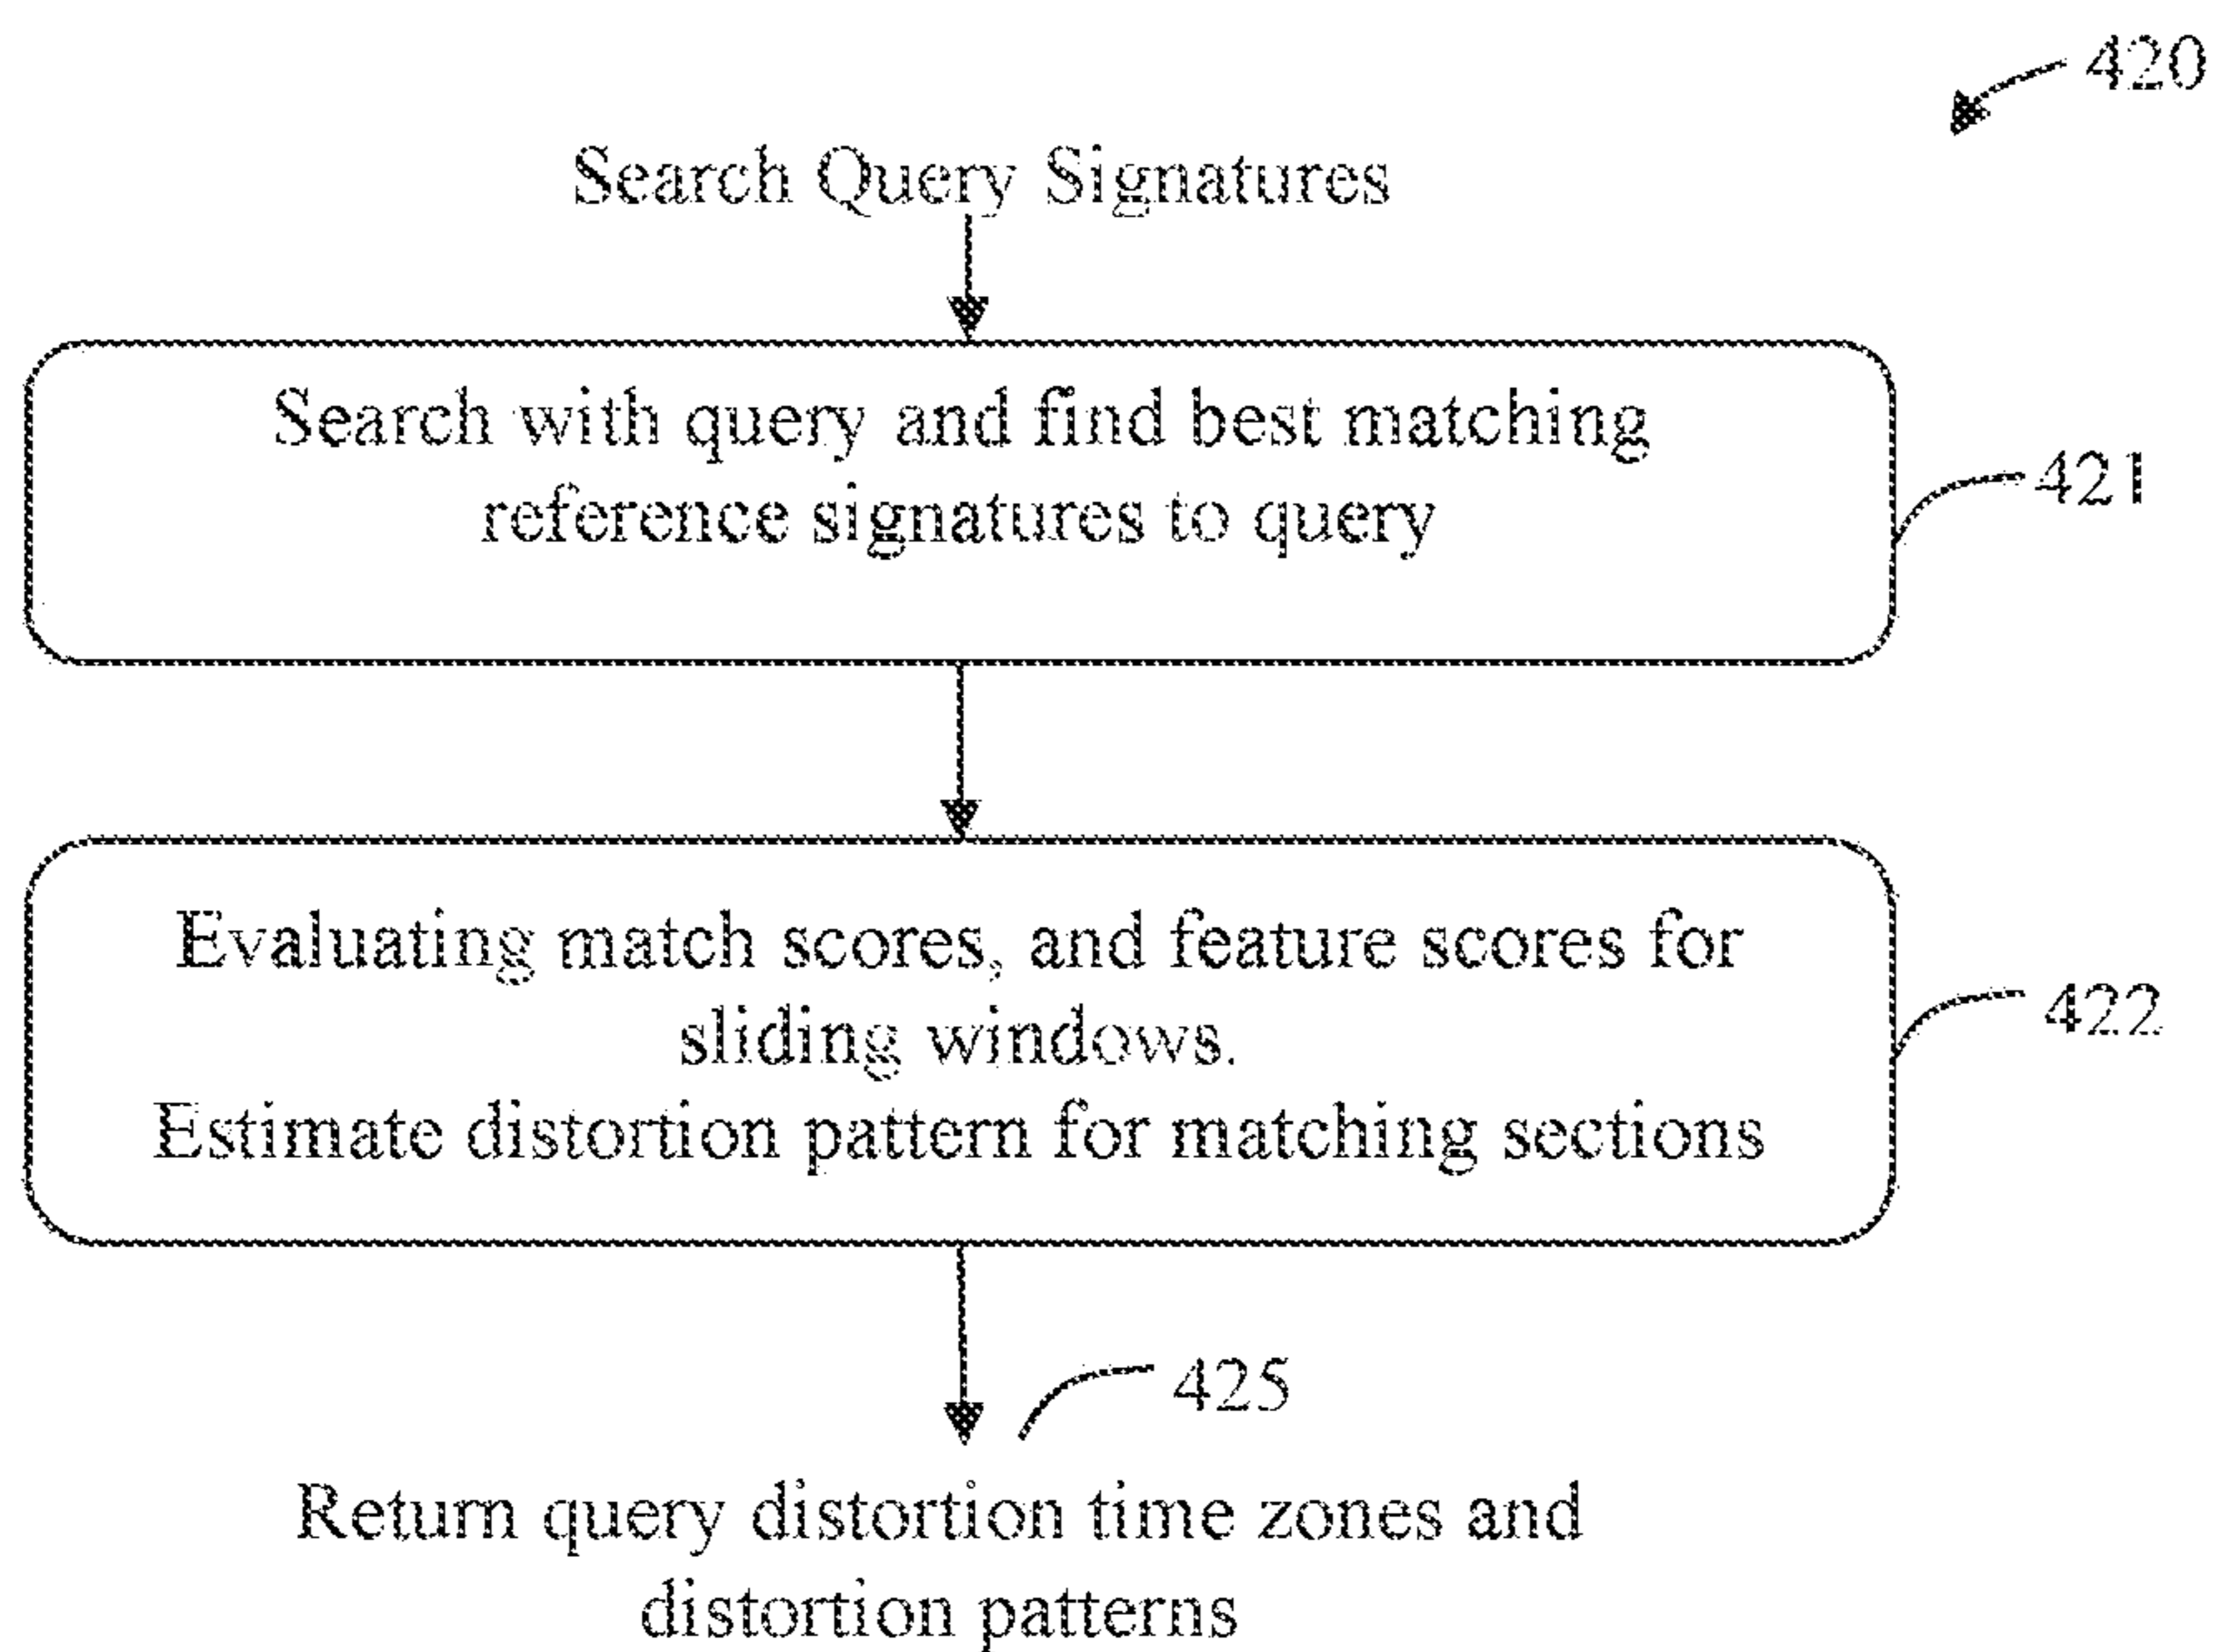 420
Search Query Signatures
Search with query and find best matching
reference signatures to query
421
Evaluating match scores, and feature scores for
sliding windows.
Estimate distortion pattern for matching sections
422
425
Return query distortion time zones and
distortion patterns